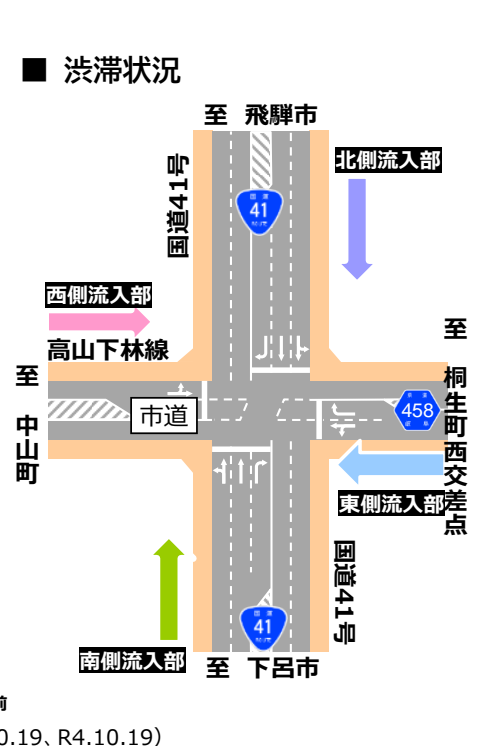 ■ 渋滞状況
至 飛騨市
国道41号
北側流入部
41
西側流入部
高山下林線
至 中山町
市道
458
至 桐生町西交差点
東側流入部
国道41号
41
南側流入部
至 下呂市
前
0.19、R4.10.19）